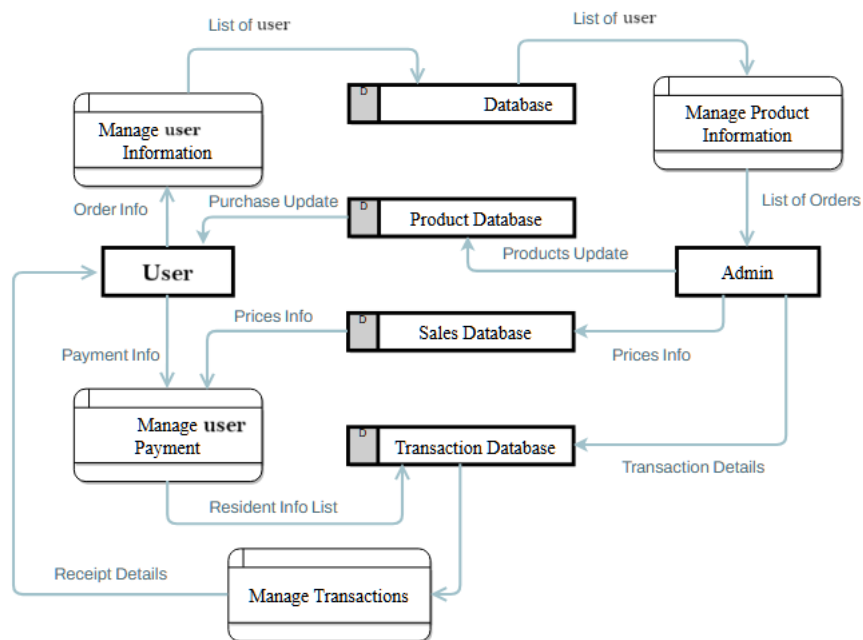 List of user
List of user
D
Database
Manage user
Information
Manage Product
Information
Order Info
Purchase Update
D
Product Database
List of Orders
Products Update
User
Admin
Prices Info
D
Sales Database
Payment Info
Prices Info
Manage user
Payment
D
Transaction Database
Transaction Details
Resident Info List
Receipt Details
Manage Transactions